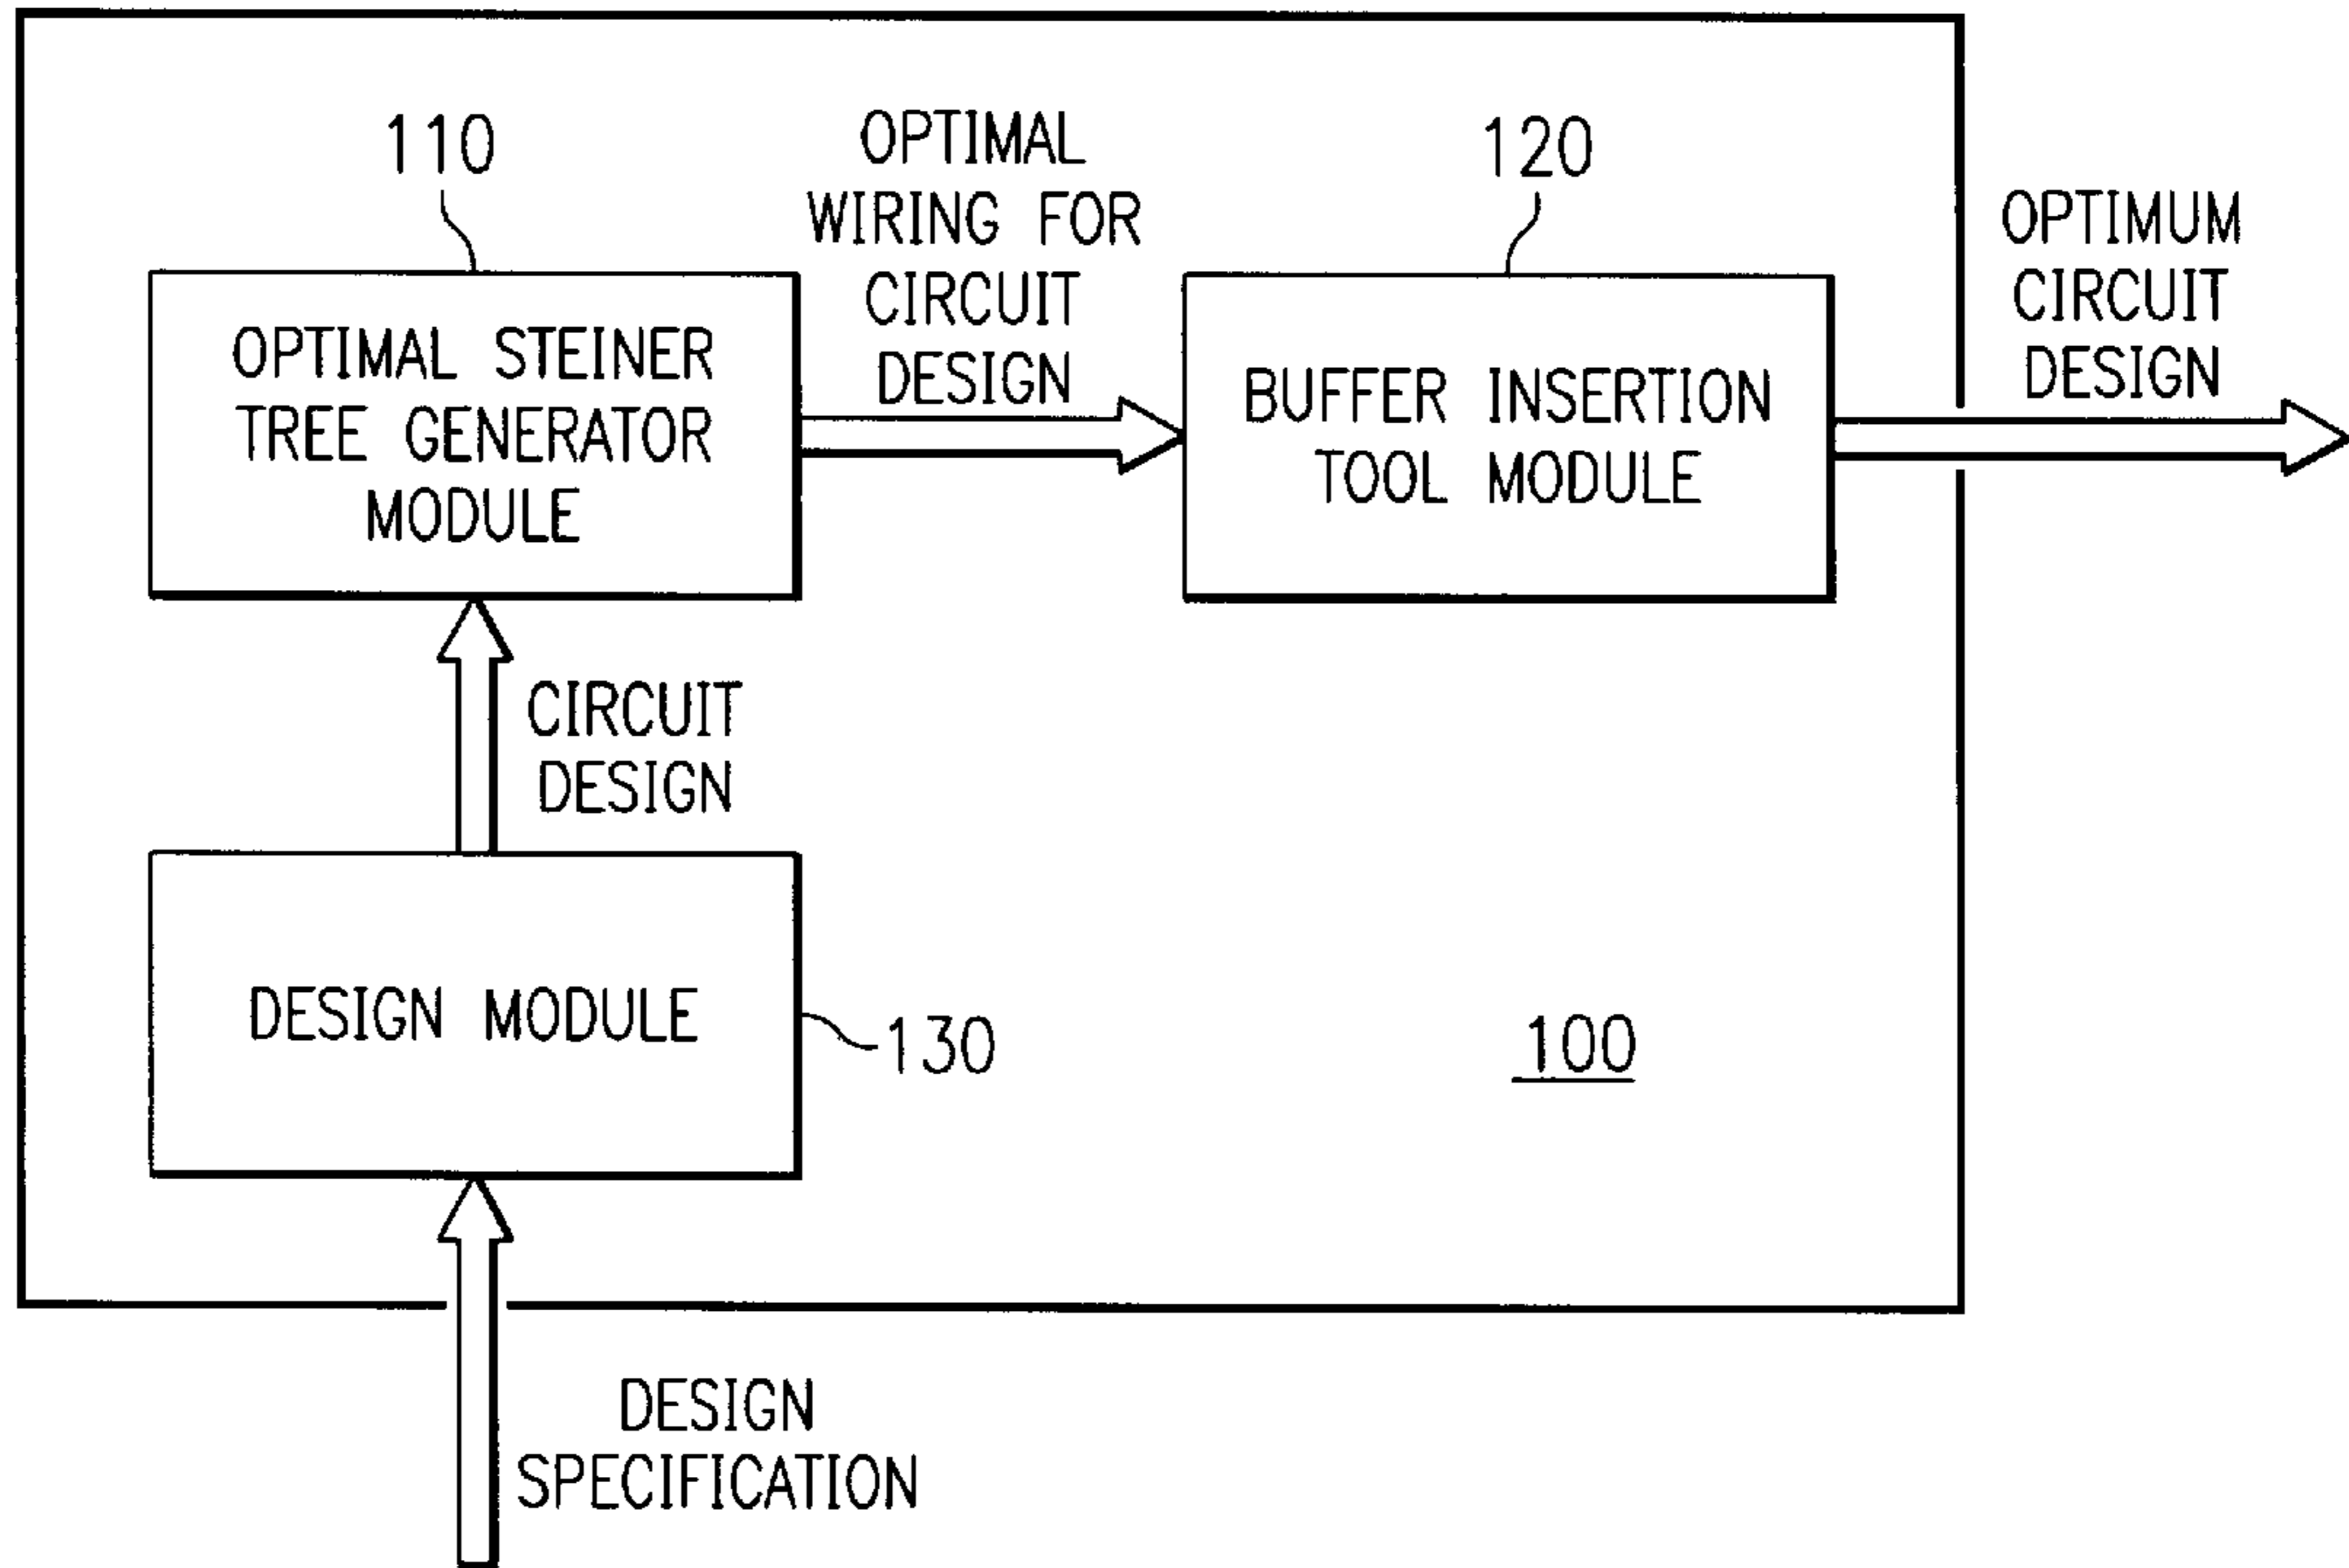 110
OPTIMAL
WIRING FOR
CIRCUIT
DESIGN
120
OPTIMUM
CIRCUIT
DESIGN
OPTIMAL STEINER
TREE GENERATOR
MODULE
BUFFER INSERTION
TOOL MODULE
CIRCUIT
DESIGN
DESIGN MODULE
130
100
DESIGN
SPECIFICATION